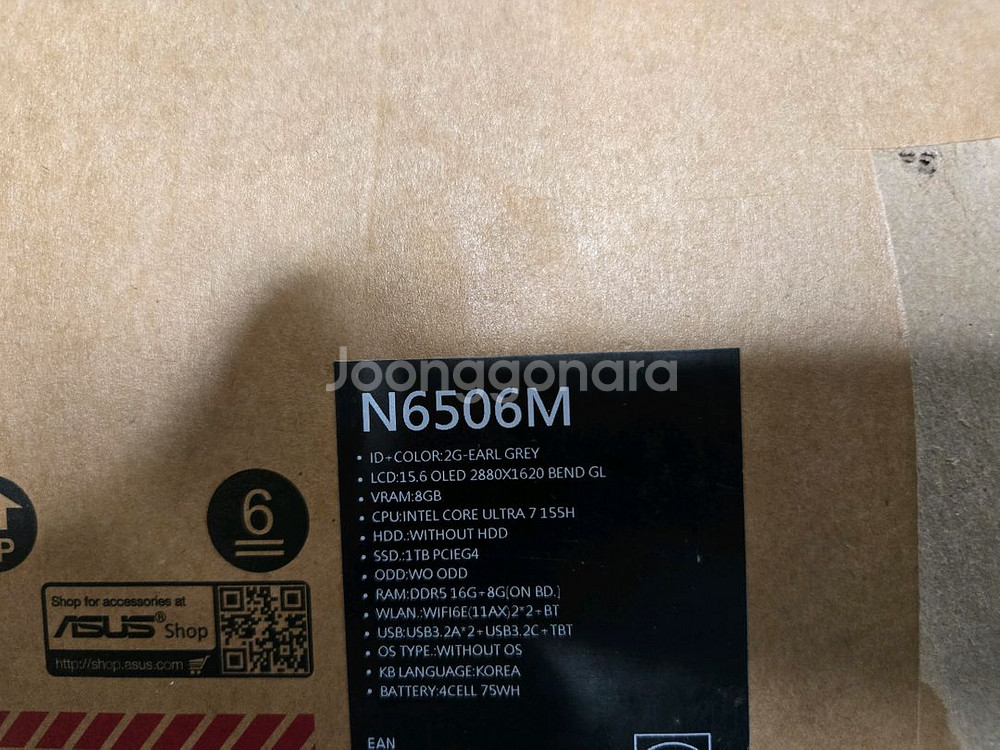 Joonggonara
N6506M
• ID+COLOR:2G-EARL GREY
• LCD:15.6 OLED 2880X1620 BEND GL
• VRAM:8GB
• CPU:INTEL CORE ULTRA 7 155H
• HDD.:WITHOUT HDD
• SSD.:1TB PCIEG4
• ODD:WO ODD
• RAM:DDR5 16G+8G(ON BD.)
• WLAN.:WIFI6E(11AX)2*2+BT
• USB:USB3.2A*2+USB3.2C+TBT
• OS TYPE.:WITHOUT OS
• KB LANGUAGE:KOREA
• BATTERY:4CELL 75WH
EAN
6
Shop for accessories at
ASUS® Shop
http://shop.asus.com